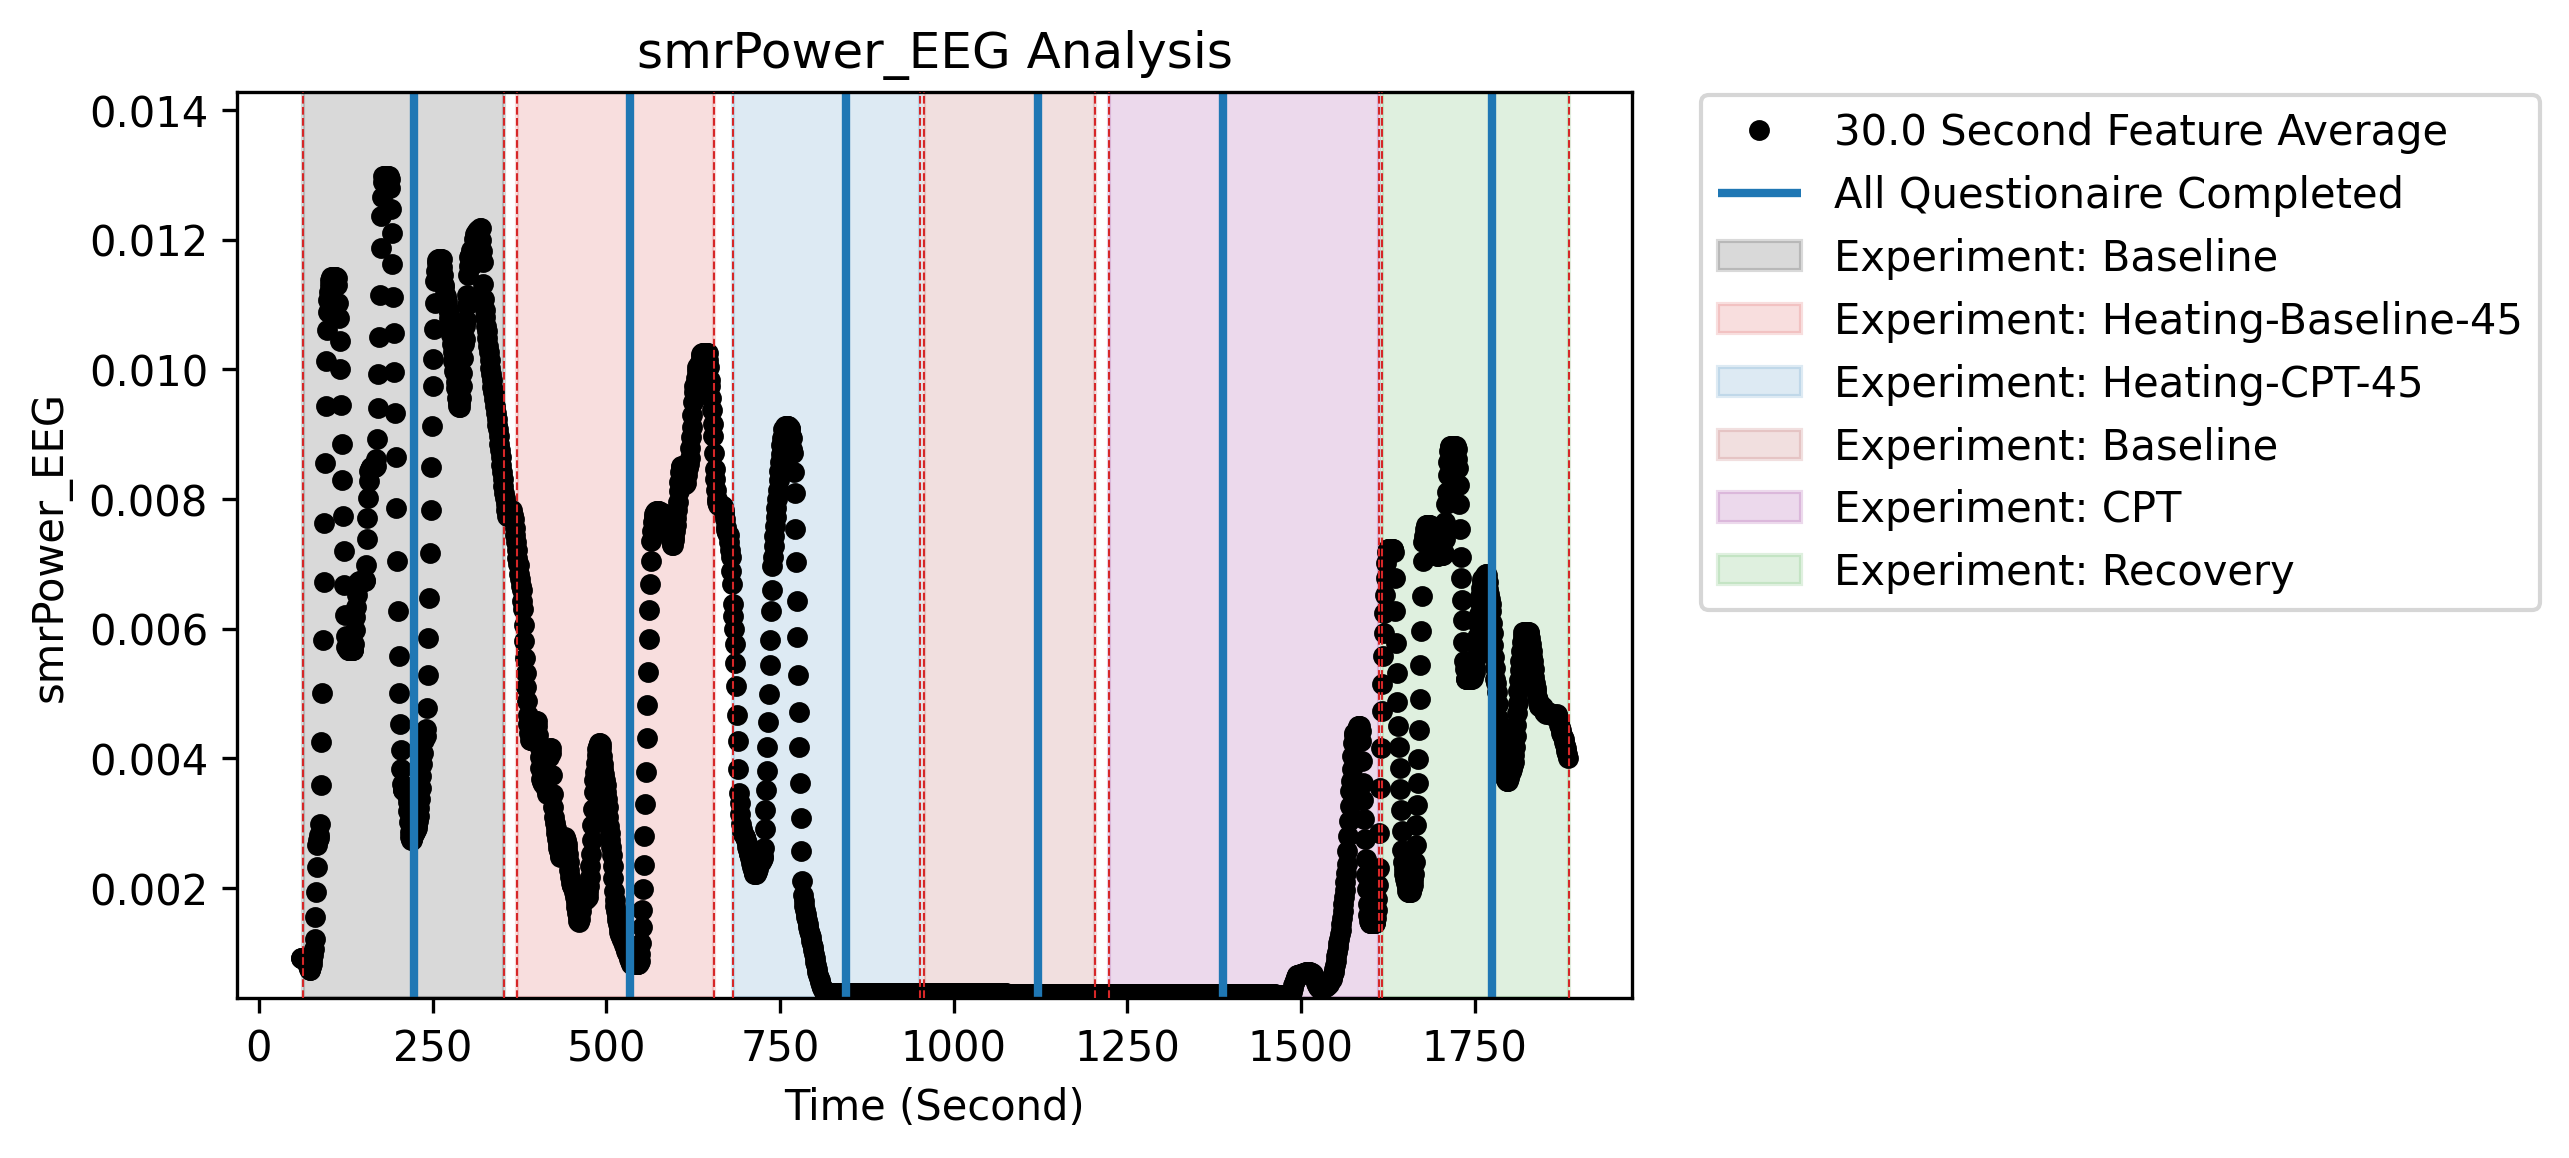 smrPower_EEG Analysis
0.014
0.012
0.010
0.008
0.006
0.004
0.002
smrPower_EEG
0 250 500 750 1000 1250 1500 1750
Time (Second)
30.0 Second Feature Average
All Questionaire Completed
Experiment: Baseline
Experiment: Heating-Baseline-45
Experiment: Heating-CPT-45
Experiment: Baseline
Experiment: CPT
Experiment: Recovery